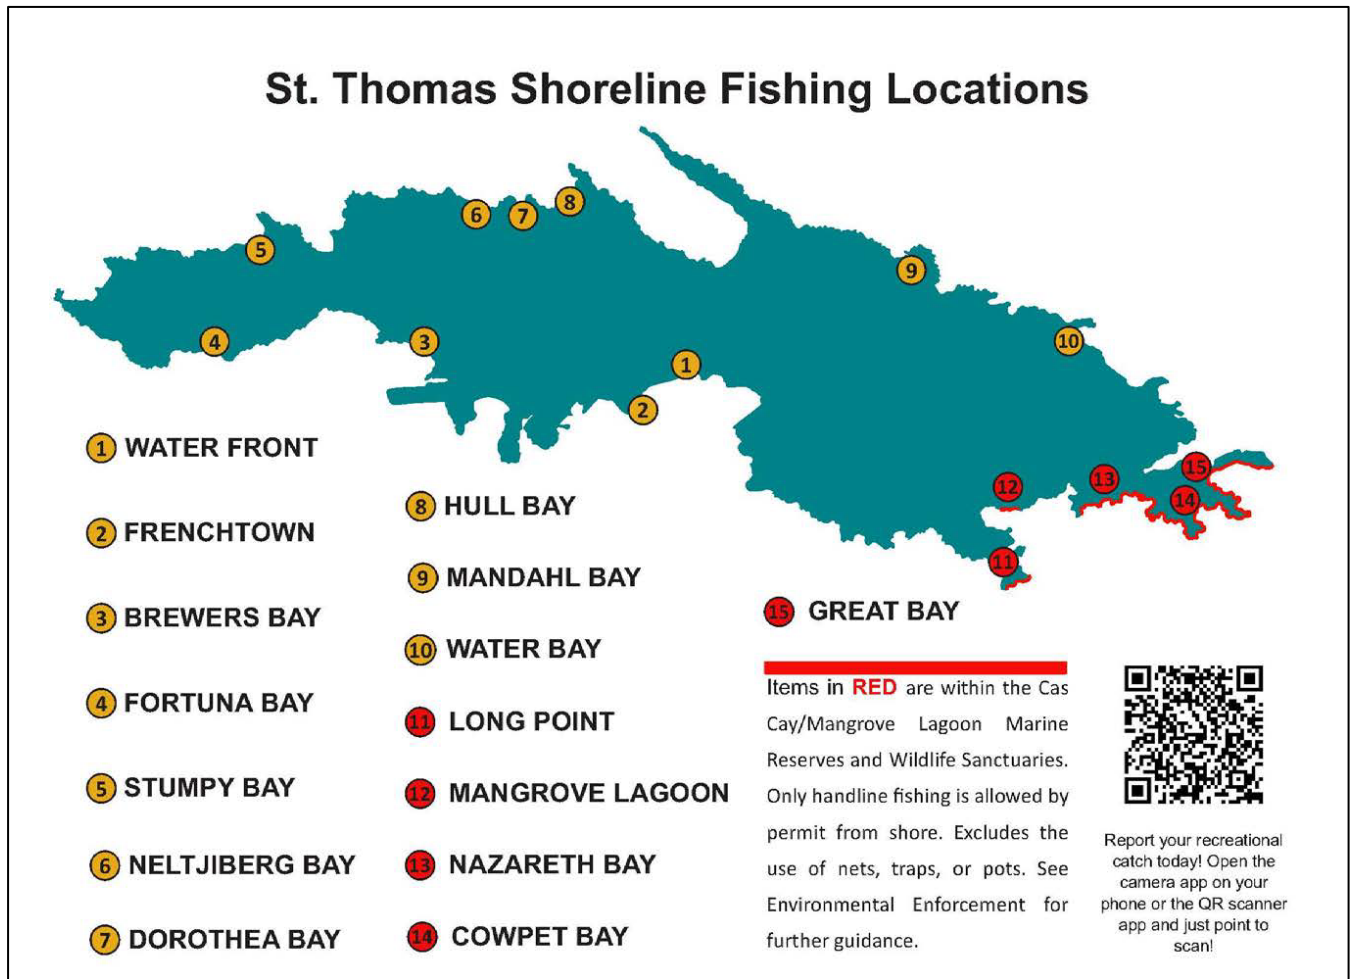 St. Thomas Shoreline Fishing Locations
6
7
8
5
9
4
3
10
1
2
15
13
12
14
11
1 WATER FRONT
2 FRENCHTOWN
3 BREWERS BAY
4 FORTUNA BAY
5 STUMPY BAY
6 NELTJIBERG BAY
7 DOROTHEA BAY
8 HULL BAY
9 MANDAHL BAY
10 WATER BAY
11 LONG POINT
12 MANGROVE LAGOON
13 NAZARETH BAY
14 COWPET BAY
15 GREAT BAY
Items in RED are within the Cas
Cay/Mangrove Lagoon Marine
Reserves and Wildlife Sanctuaries.
Only handline fishing is allowed by
permit from shore. Excludes the
use of nets, traps, or pots. See
Environmental Enforcement for
further guidance.
Report your recreational
catch today! Open the
camera app on your
phone or the QR scanner
app and just point to
scan!